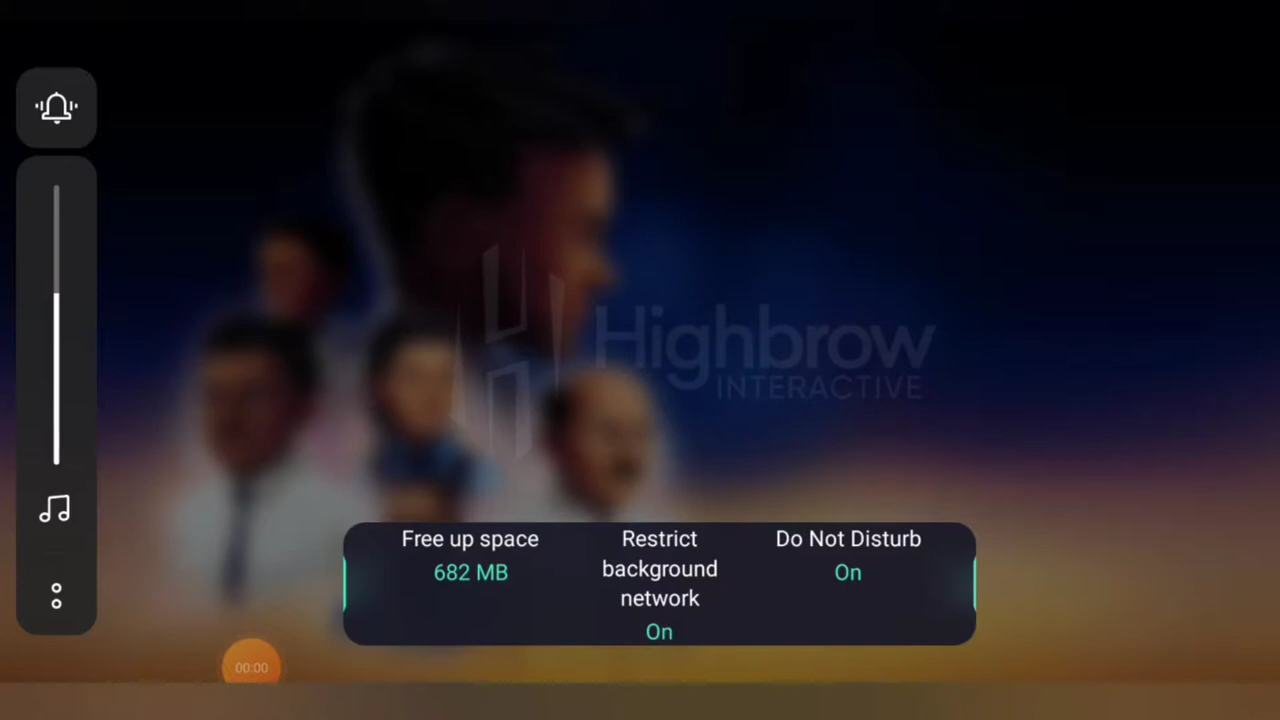 Highbrow
INTERACTIVE
Free up space
682 MB
Restrict
background
network
On
Do Not Disturb
On
00:00